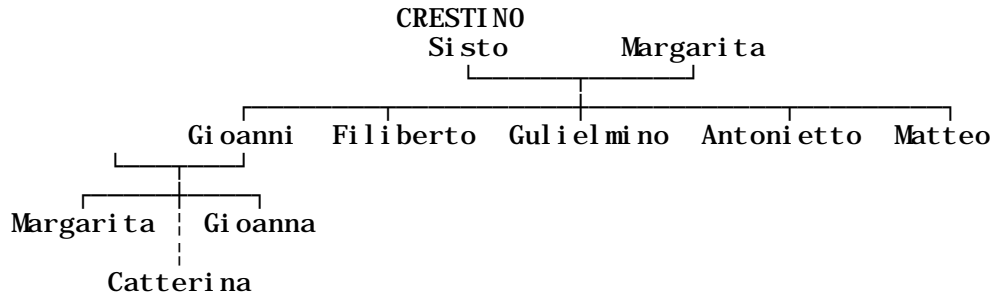 CRESTINO
Sisto Margarita
Gioanni Filiberto Gulielmino Antonietto Matteo
Margarita Gioanna
Catterina